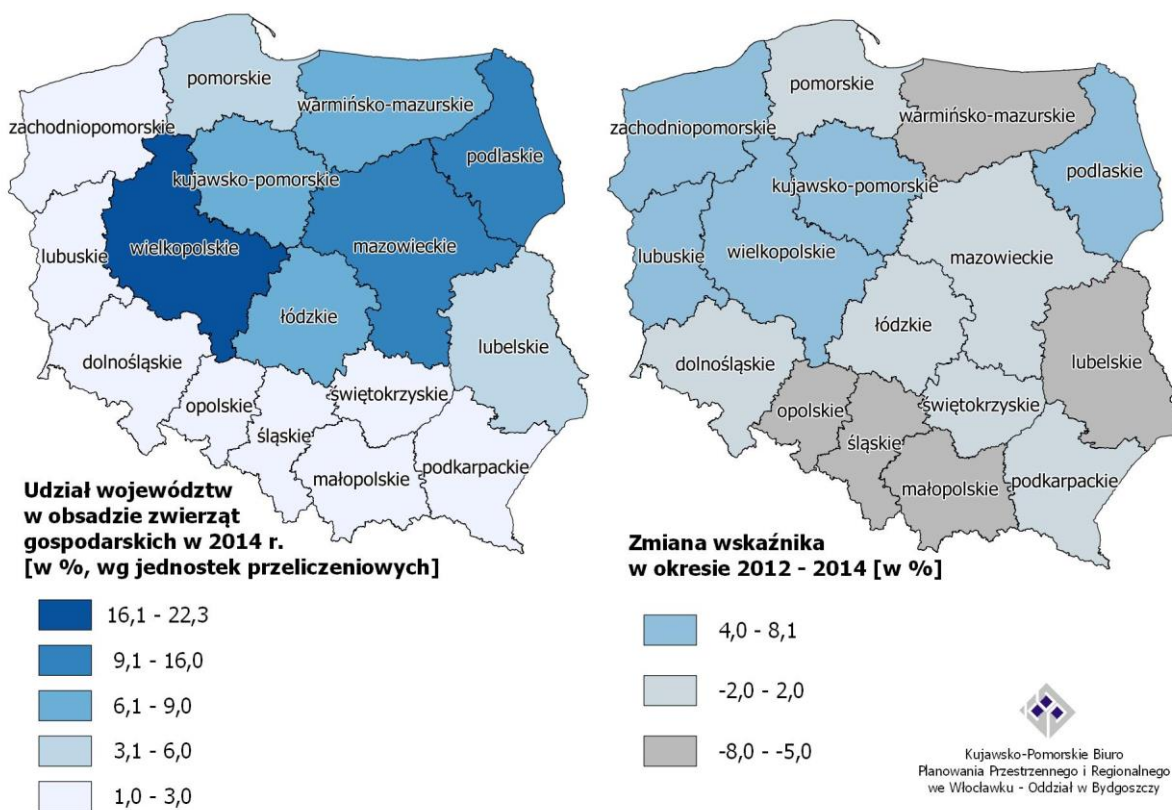 pomorskie
warmińsko-mazurskie
zachodniopomorskie
podlaskie
kujawsko-pomorskie
mazowieckie
wielkopolskie
lubuskie
łódzkie
lubelskie
dolnośląskie
świętokrzyskie
opolskie
śląskie
podkarpackie
małopolskie
Udział województw
w obsadzie zwierząt
gospodarskich w 2014 r.
[w %, wg jednostek przeliczeniowych]
16,1 - 22,3
9,1 - 16,0
6,1 - 9,0
3,1 - 6,0
1,0 - 3,0
pomorskie
warmińsko-mazurskie
zachodniopomorskie
podlaskie
kujawsko-pomorskie
wielkopolskie
lubuskie
mazowieckie
łódzkie
lubelskie
dolnośląskie
świętokrzyskie
opolskie
śląskie
podkarpackie
małopolskie
Zmiana wskaźnika
w okresie 2012 - 2014 [w %]
4,0 - 8,1
-2,0 - 2,0
-8,0 - -5,0
Kujawsko-Pomorskie Biuro
Planowania Przestrzennego i Regionalnego
we Włocławku - Oddział w Bydgoszczy